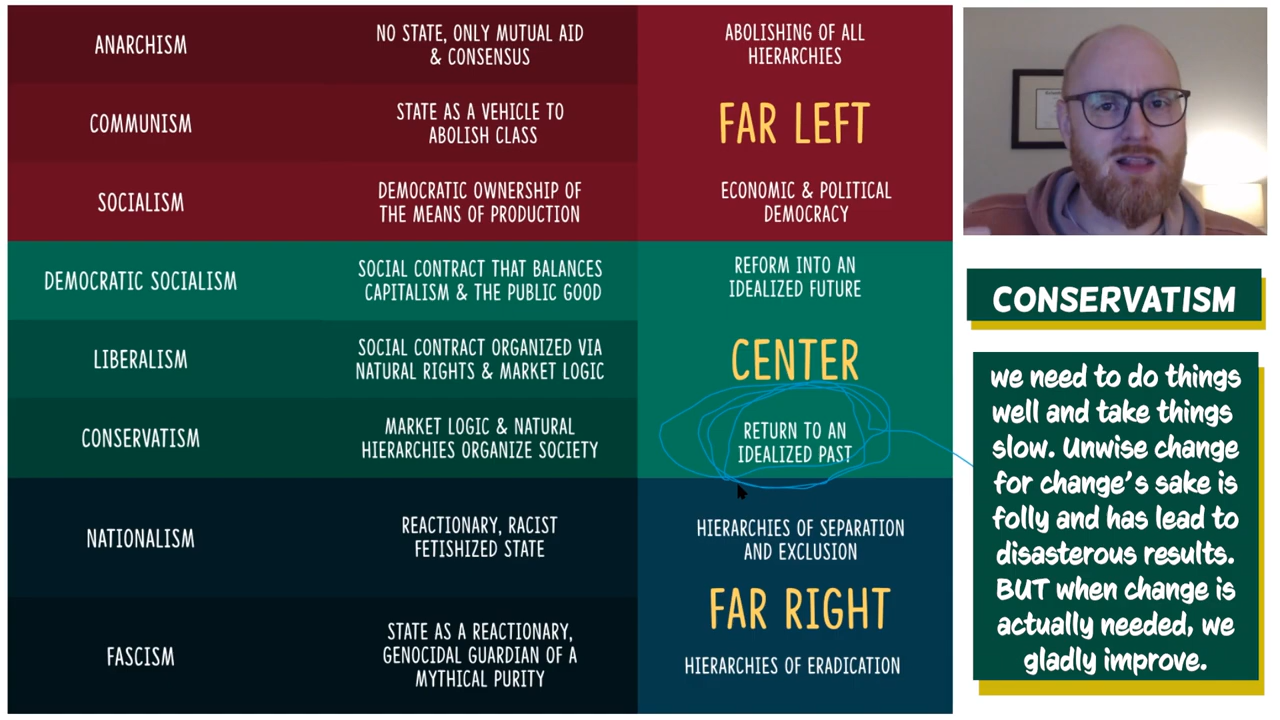 ANARCHISM
NO STATE, ONLY MUTUAL AID
& CONSENSUS
ABOLISHING OF ALL
HIERARCHIES
COMMUNISM
STATE AS A VEHICLE TO
ABOLISH CLASS
FAR LEFT
SOCIALISM
DEMOCRATIC OWNERSHIP OF
THE MEANS OF PRODUCTION
ECONOMIC & POLITICAL
DEMOCRACY
DEMOCRATIC SOCIALISM
SOCIAL CONTRACT THAT BALANCES
CAPITALISM & THE PUBLIC GOOD
REFORM INTO AN
IDEALIZED FUTURE
LIBERALISM
SOCIAL CONTRACT ORGANIZED VIA
NATURAL RIGHTS & MARKET LOGIC
CENTER
CONSERVATISM
MARKET LOGIC & NATURAL
HIERARCHIES ORGANIZE SOCIETY
RETURN TO AN
IDEALIZED PAST
NATIONALISM
REACTIONARY, RACIST
FETISHIZED STATE
HIERARCHIES OF SEPARATION
AND EXCLUSION
FAR RIGHT
FASCISM
STATE AS A REACTIONARY,
GENOCIDAL GUARDIAN OF A
MYTHICAL PURITY
HIERARCHIES OF ERADICATION
CONSERVATISM
we need to do things
well and take things
slow. Unwise change
for change's sake is
folly and has lead to
disasterous results.
BUT when change is
actually needed, we
gladly improve.